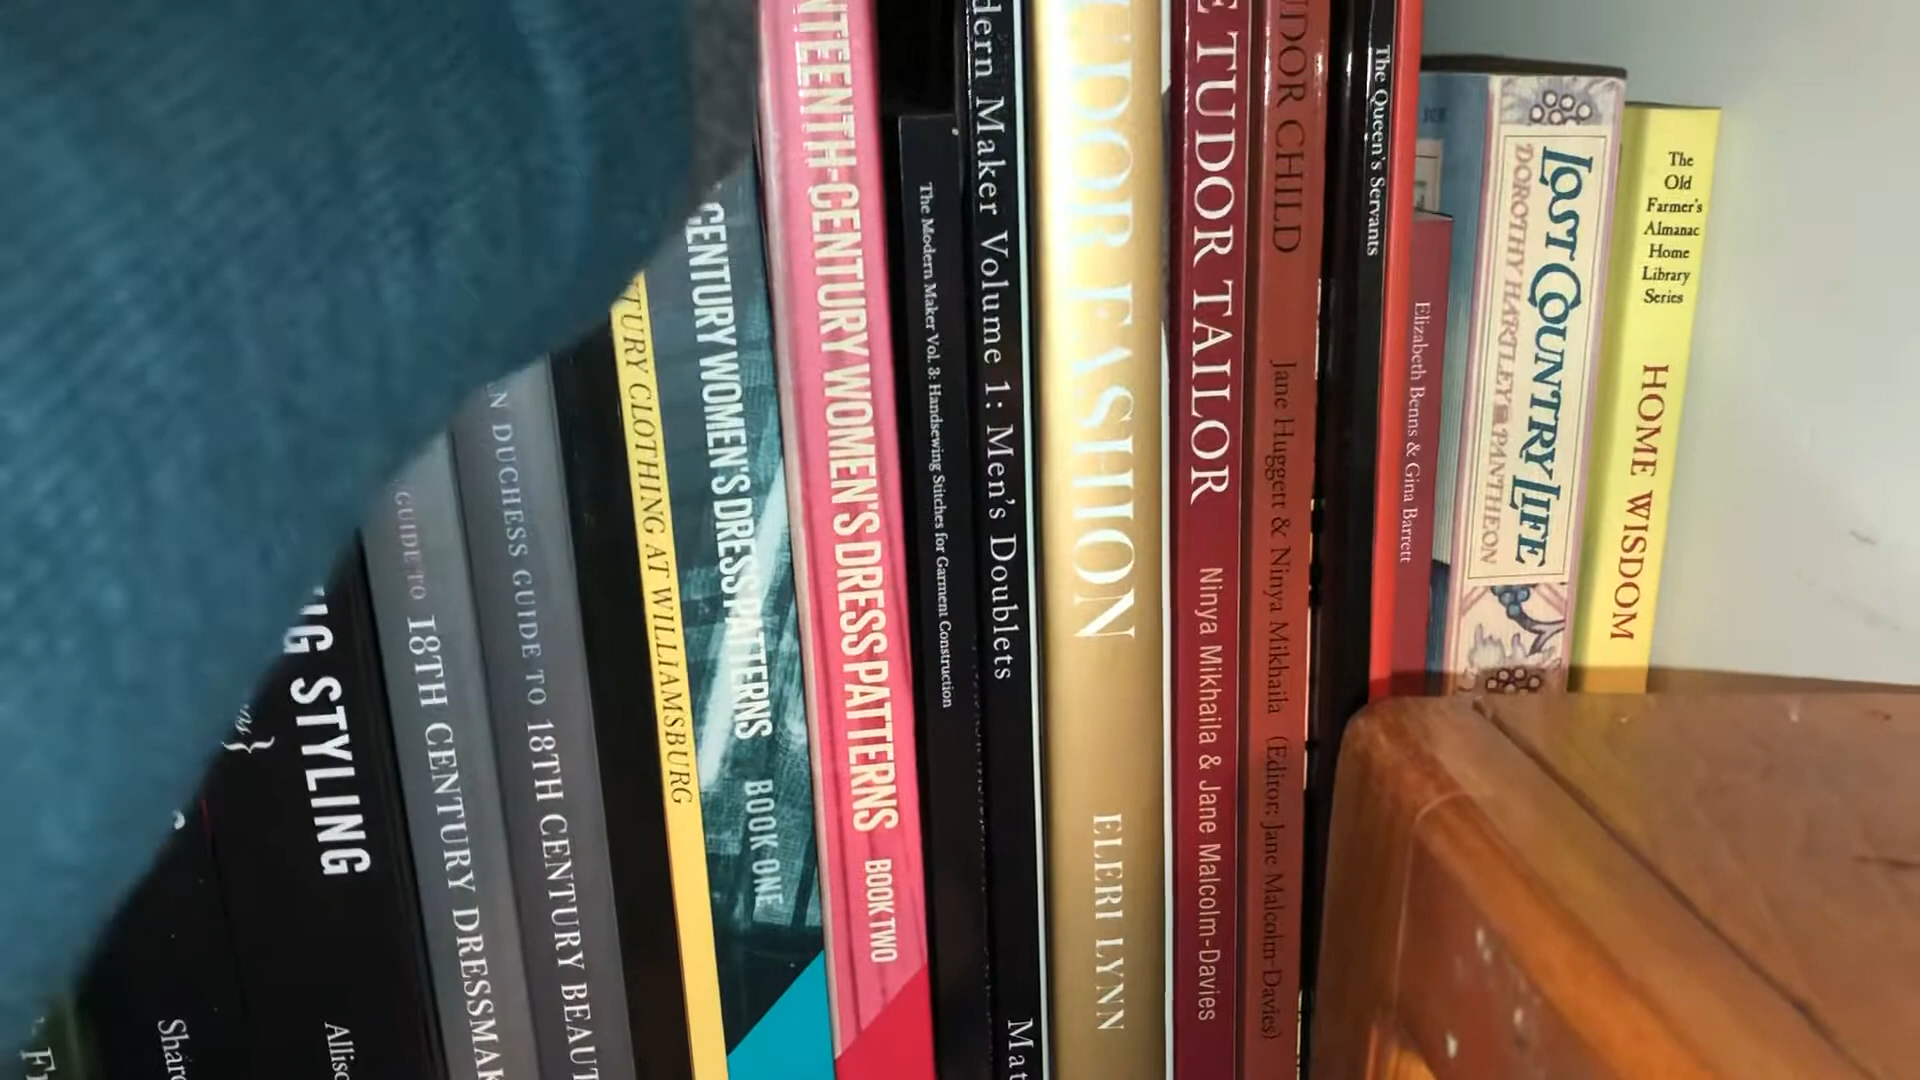 STYLING
Allis
GUIDE TO 18TH CENTURY DRESSMAK
DUCHESS GUIDE TO 18TH CENTURY BEAUT
TURY CLOTHING AT WILLIAMSBURG
CENTURY WOMEN'S DRESS PATTERNS BOOK ONE
NTEENTH-CENTURY WOMEN'S DRESS PATTERNS BOOK TWO
The Modern Maker Vol. 3: Handsewing Stitches for Garment Construction
dern Maker Volume 1: Men's Doublets
Mat
UDOR FASHION ELERI LYNN
E TUDOR TAILOR Ninya Mikhaila & Jane Malcolm-Davies
UDOR CHILD Jane Huggett & Ninya Mikhaila (Editor: Jane Malcolm-Davies)
The Queen's Servants
Elizabeth Benns & Gina Barrett
LOST COUNTRY LIFE
DOROTHY HARTLEY PANTHEON
The
Old
Farmer's
Almanac
Home
Library
Series
HOME WISDOM